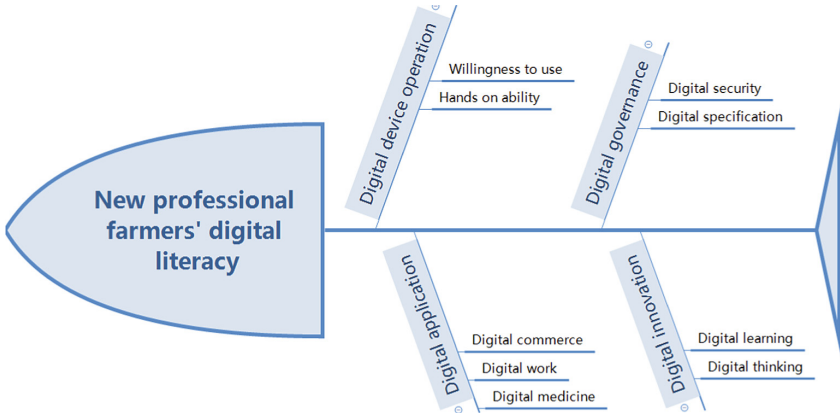 New professional
farmers' digital
literacy
Digital device operation
Willingness to use
Hands on ability
Digital governance
Digital security
Digital specification
Digital application
Digital commerce
Digital work
Digital medicine
Digital innovation
Digital learning
Digital thinking